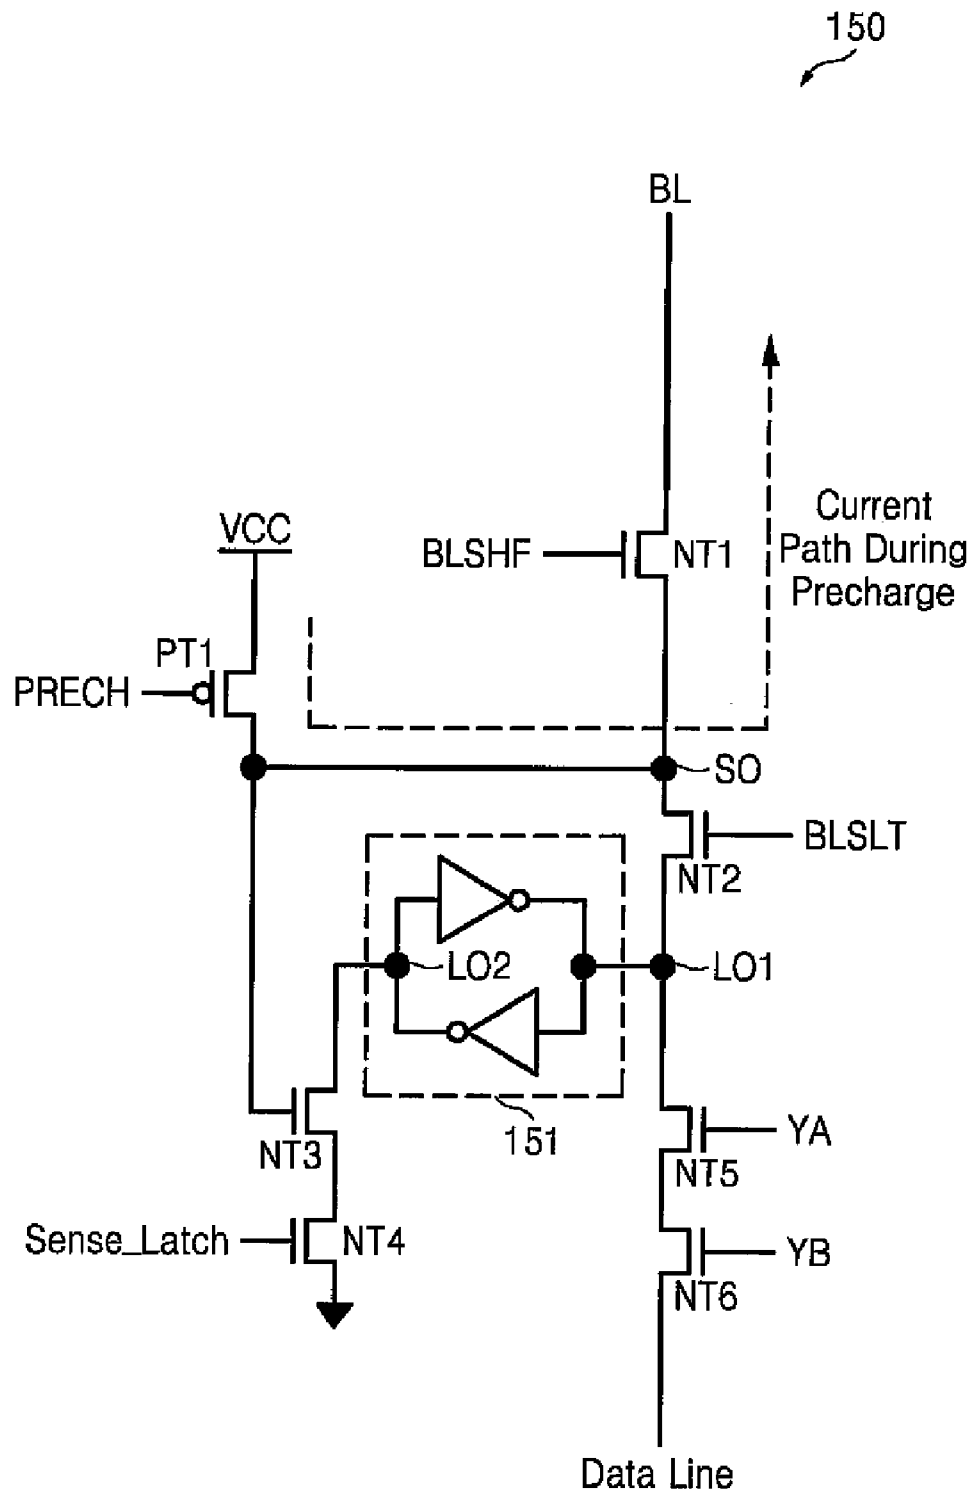 150
BL
VCC
BLSHF
NT1
Current
Path During
Precharge
PT1
PRECH
SO
BLSLT
NT2
LO2
LO1
NT3
151
YA
NT5
Sense_Latch
NT4
YB
NT6
Data Line